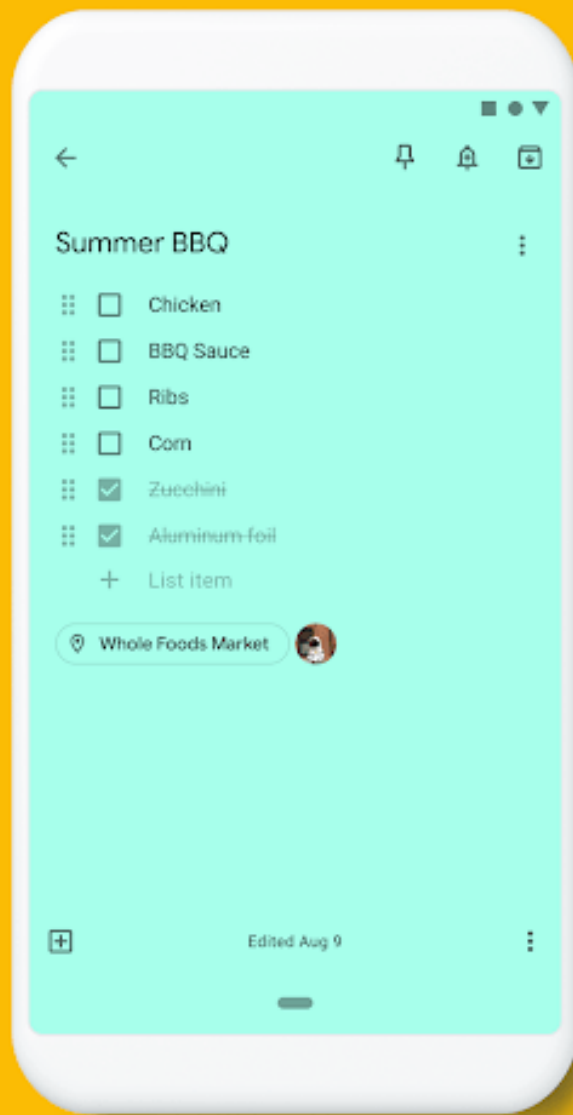 Summer BBQ
Chicken
BBQ Sauce
Ribs
Corn
Zucchini
Aluminum foil
List item
Whole Foods Market
Edited Aug 9